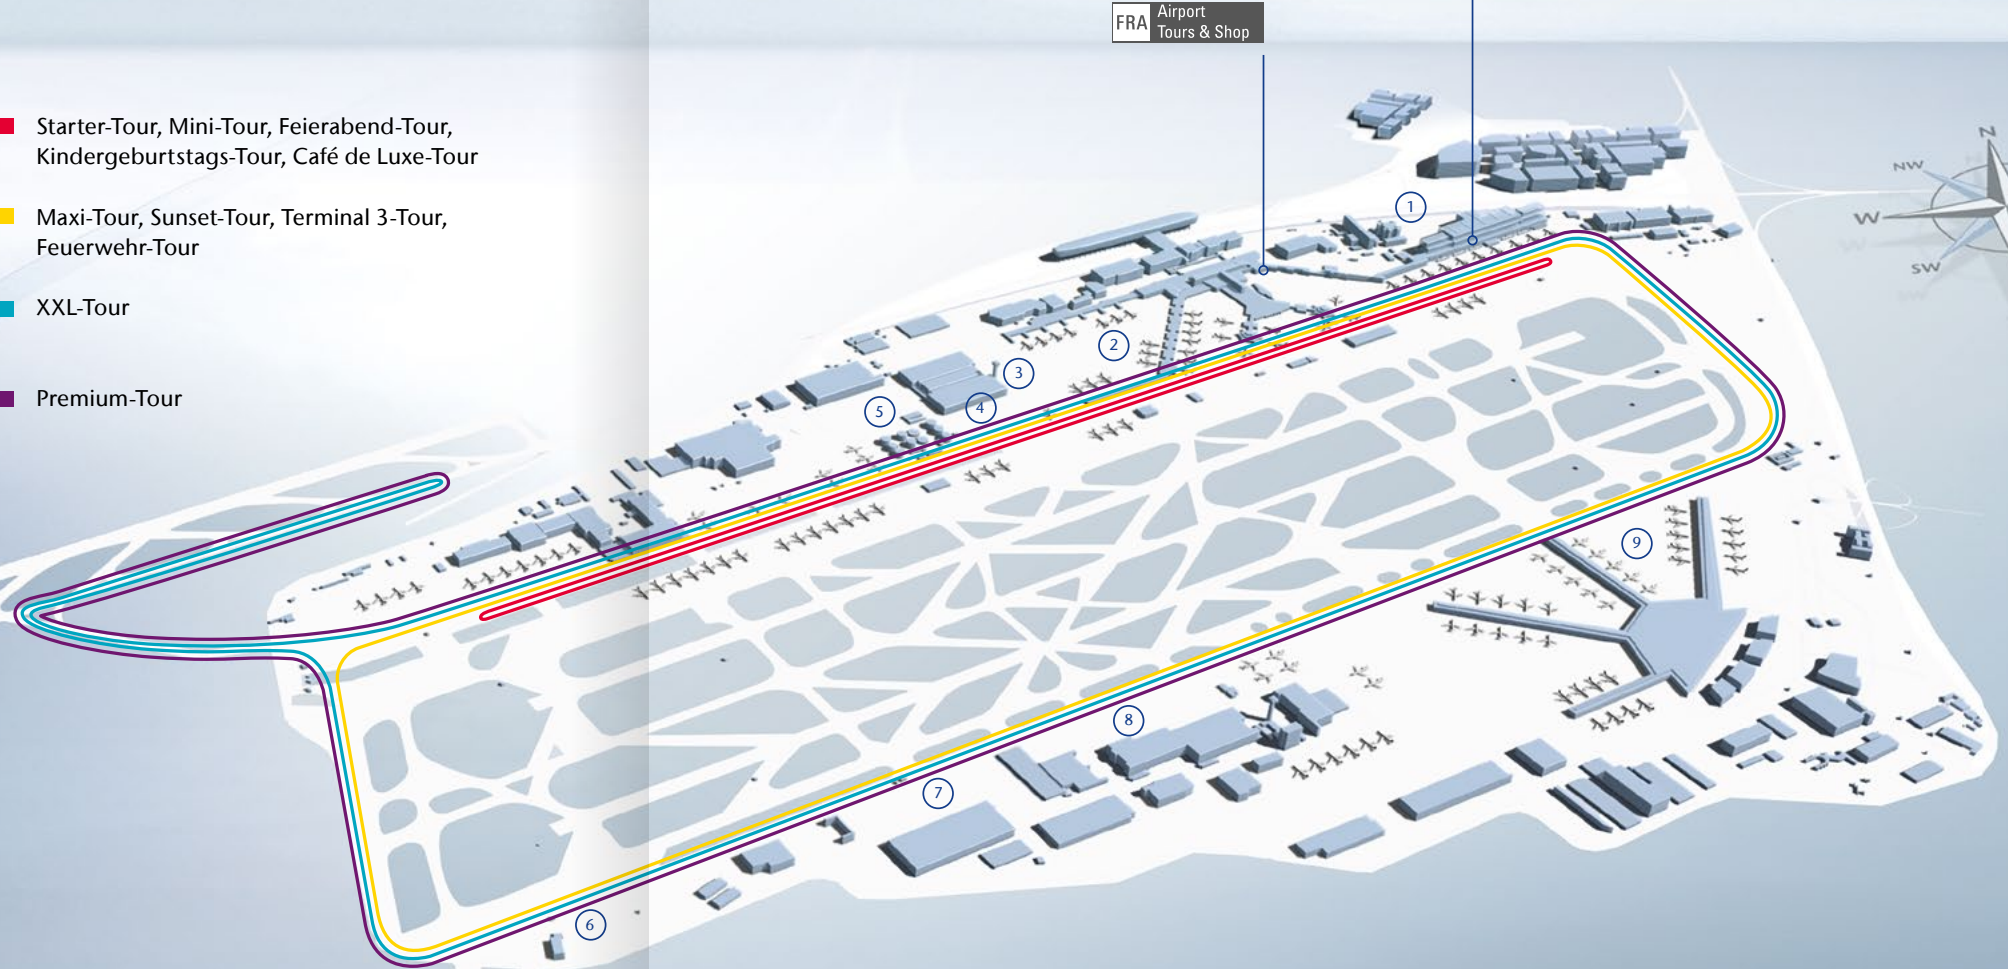 FRA Airport
Tours & Shop
Starter-Tour, Mini-Tour, Feierabend-Tour,
Kindergeburtstags-Tour, Café de Luxe-Tour
Maxi-Tour, Sunset-Tour, Terminal 3-Tour,
Feuerwehr-Tour
XXL-Tour
Premium-Tour
N
NW
W
SW
1
2
3
4
5
6
7
8
9